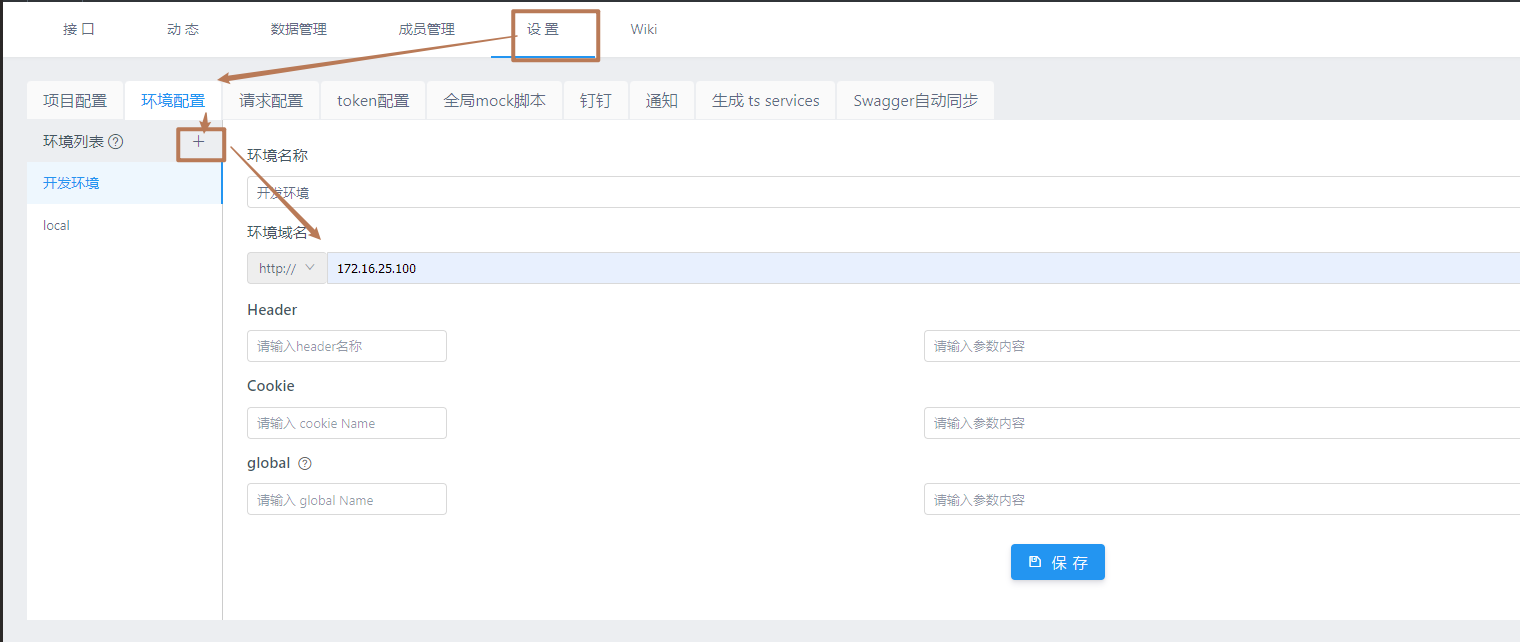 接 口 动 态 数据管理 成员管理 设 置 Wiki
项目配置 环境配置 请求配置 token配置 全局mock脚本 钉钉 通知 生成 ts services Swagger自动同步
环境列表 +
开发环境
local
环境名称
开发环境
环境域名
http:// 172.16.25.100
Header
请输入header名称 请输入参数内容
Cookie
请输入 cookie Name 请输入参数内容
global
请输入 global Name 请输入参数内容
保 存